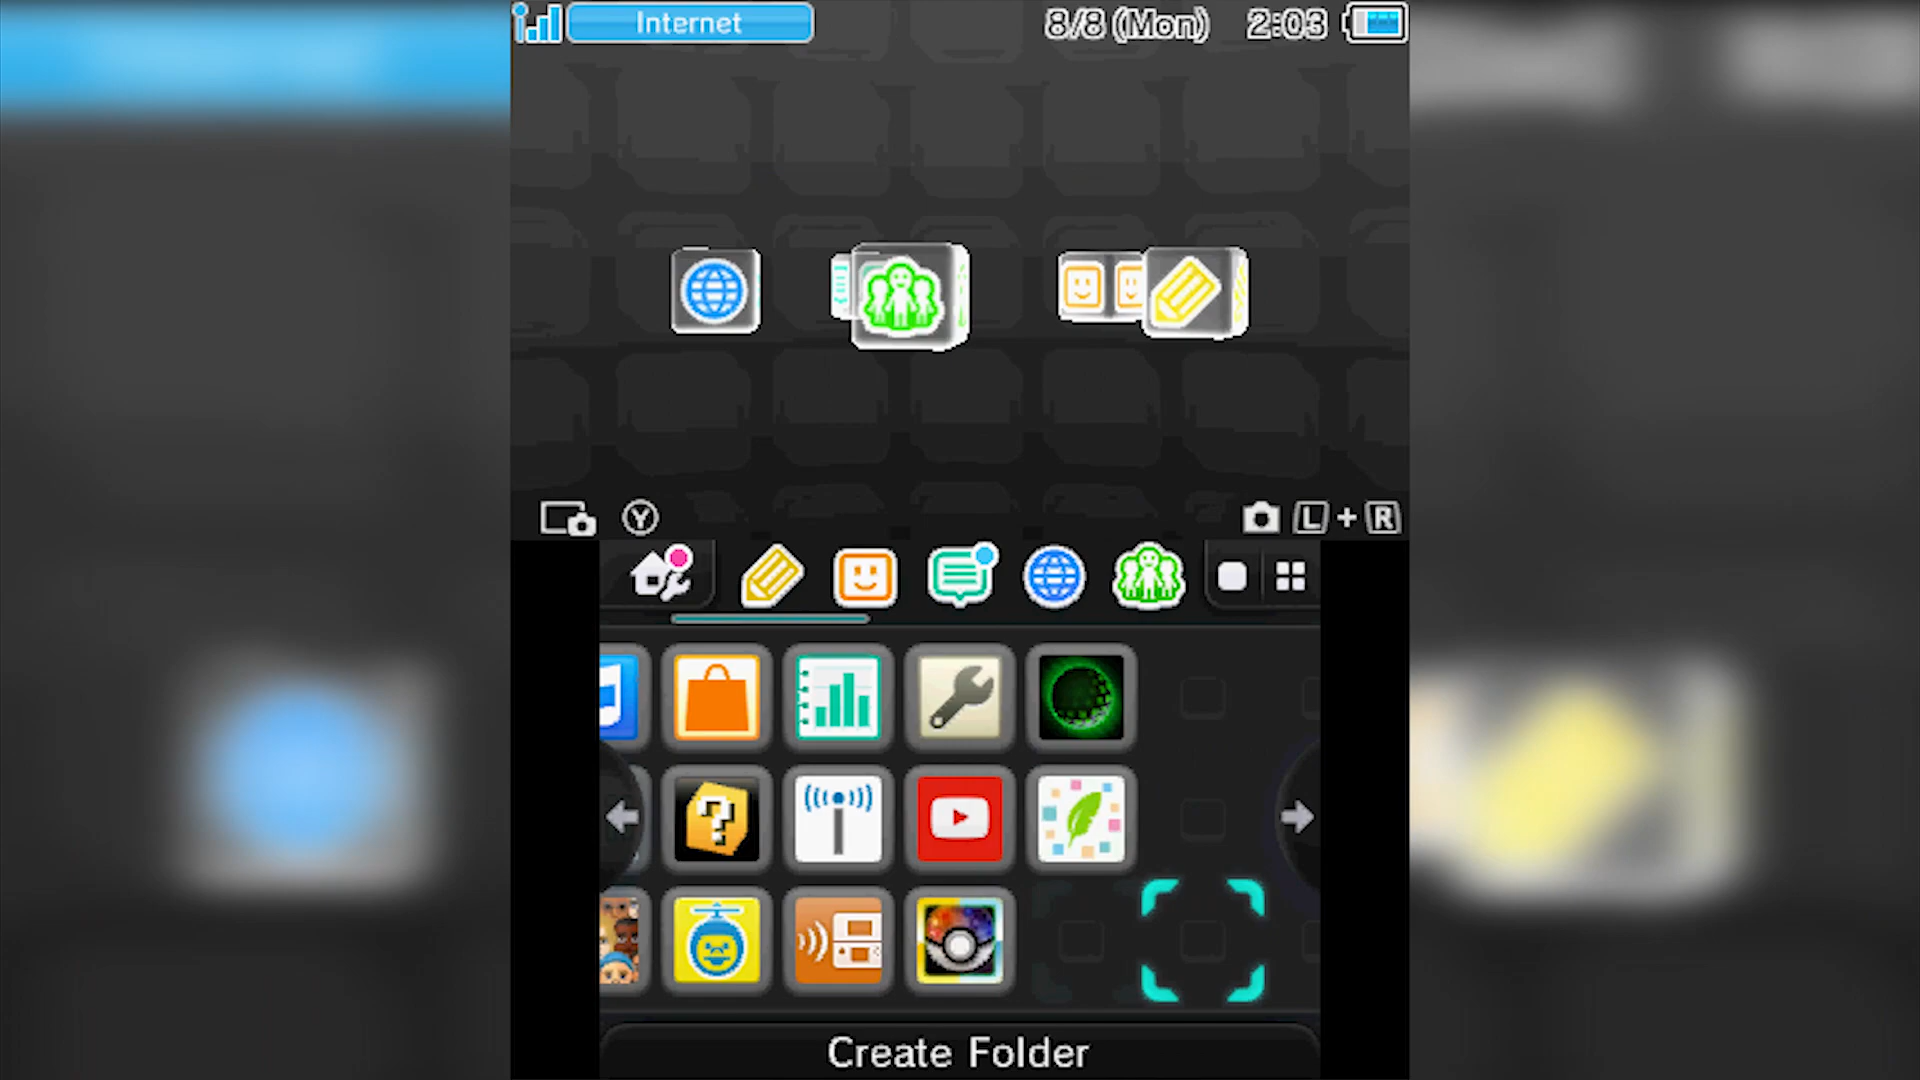 Internet
8/8 (Mon)
2:03
Y
L + R
?
Create Folder